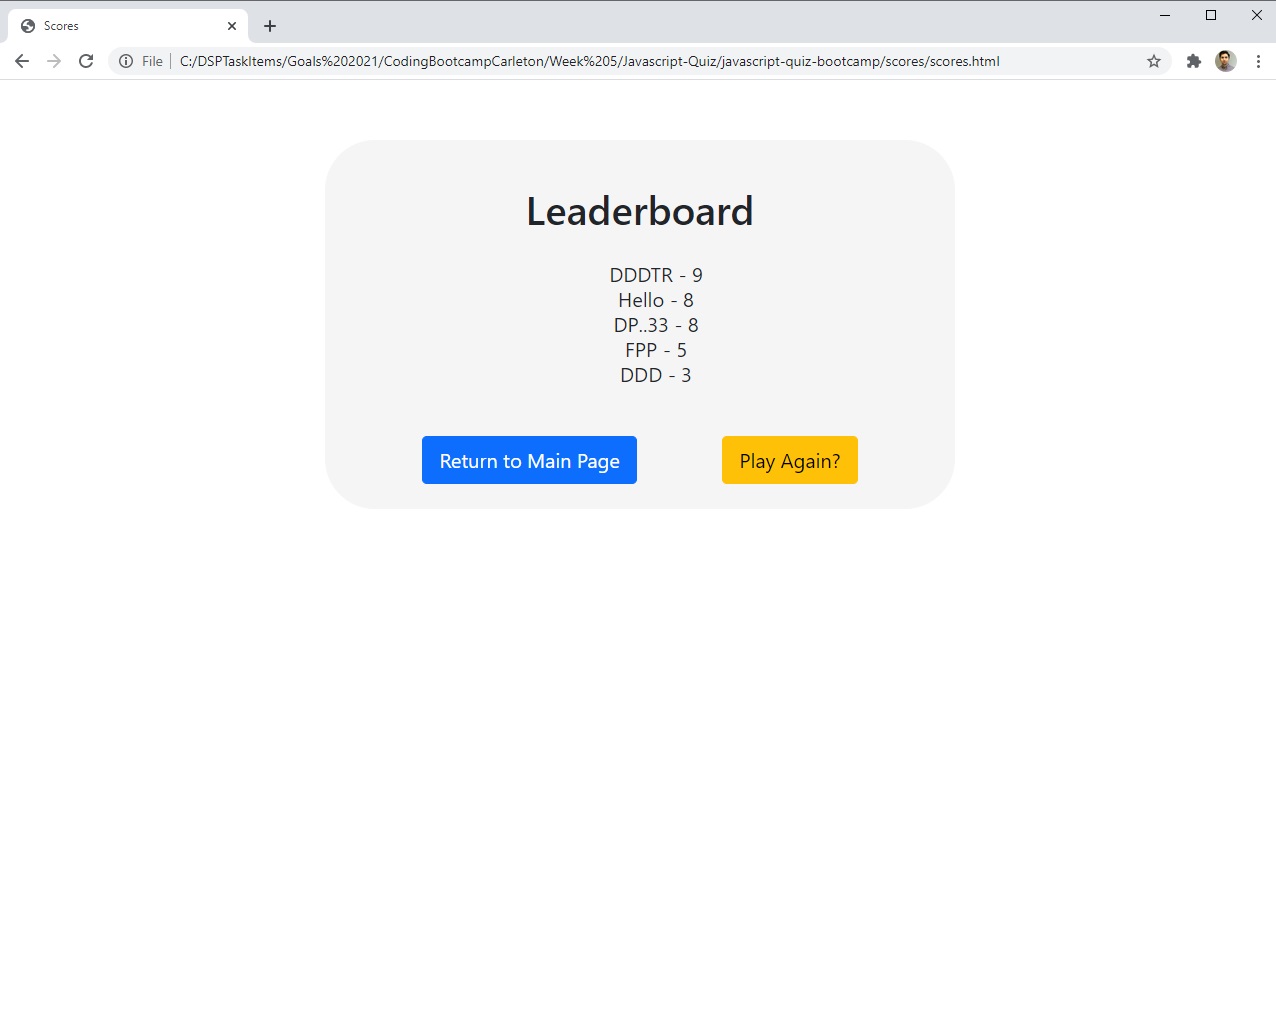 Scores
File
C:/DSPTaskItems/Goals%202021/CodingBootcampCarleton/Week%205/Javascript-Quiz/javascript-quiz-bootcamp/scores/scores.html
Leaderboard
DDDTR - 9
Hello - 8
DP..33 - 8
FPP - 5
DDD - 3
Return to Main Page
Play Again?